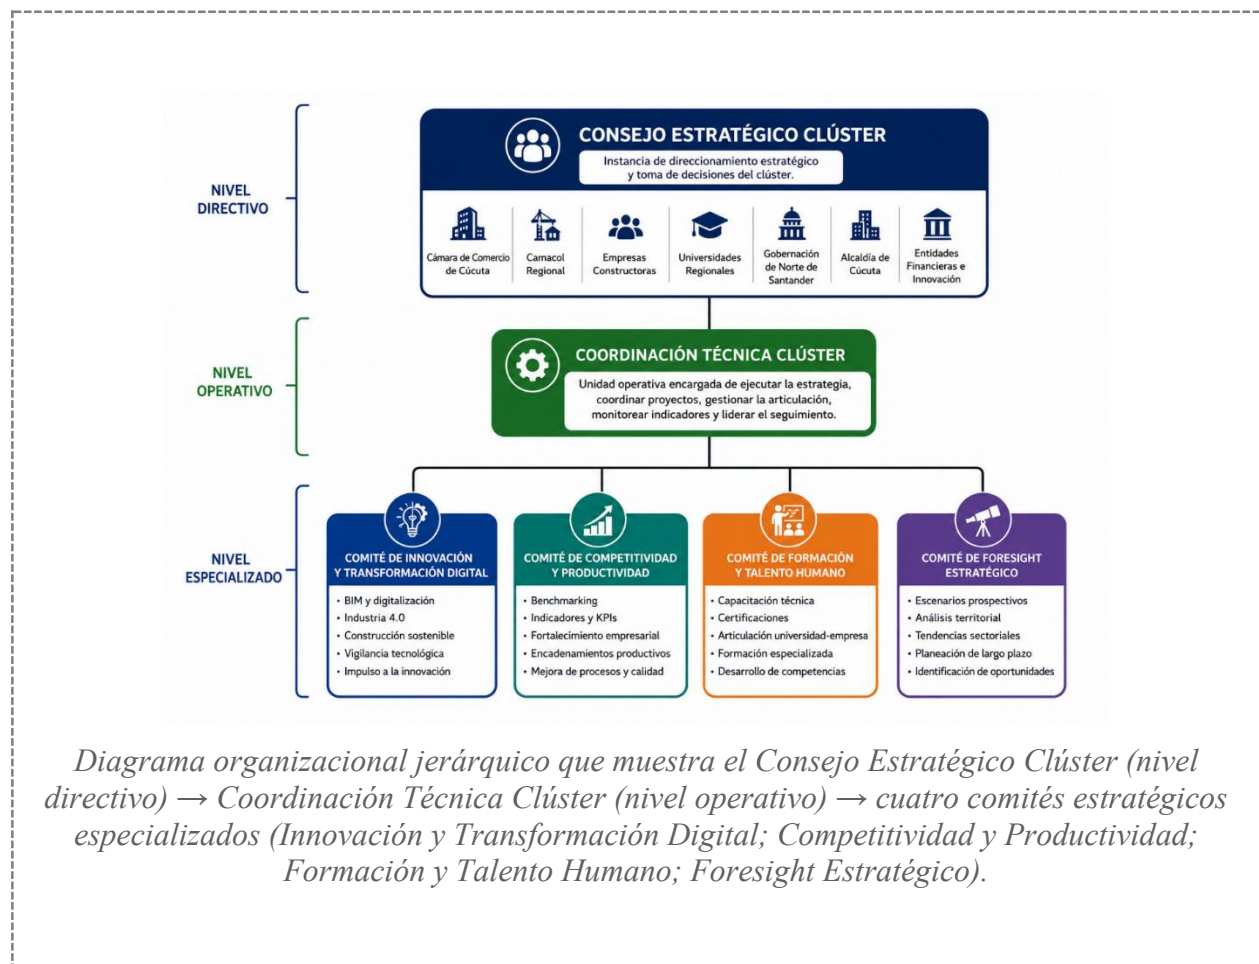 CONSEJO ESTRATÉGICO CLÚSTER
Instancia de direccionamiento estratégico
y toma de decisiones del clúster.
NIVEL
DIRECTIVO
Cámara de Comercio
de Cúcuta
Camacol
Regional
Empresas
Constructoras
Universidades
Regionales
Gobernación
de Norte de
Santander
Alcaldía de
Cúcuta
Entidades
Financieras e
Innovación
NIVEL
OPERATIVO
COORDINACIÓN TÉCNICA CLÚSTER
Unidad operativa encargada de ejecutar la estrategia,
coordinar proyectos, gestionar la articulación,
monitorear indicadores y liderar el seguimiento.
NIVEL
ESPECIALIZADO
COMITÉ DE INNOVACIÓN
Y TRANSFORMACIÓN DIGITAL
• BIM y digitalización
• Industria 4.0
• Construcción sostenible
• Vigilancia tecnológica
• Impulso a la innovación
COMITÉ DE COMPETITIVIDAD
Y PRODUCTIVIDAD
• Benchmarking
• Indicadores y KPIs
• Fortalecimiento empresarial
• Encadenamientos productivos
• Mejora de procesos y calidad
COMITÉ DE FORMACIÓN
Y TALENTO HUMANO
• Capacitación técnica
• Certificaciones
• Articulación universidad-empresa
• Formación especializada
• Desarrollo de competencias
COMITÉ DE FORESIGHT
ESTRATÉGICO
• Escenarios prospectivos
• Análisis territorial
• Tendencias sectoriales
• Planeación de largo plazo
• Identificación de oportunidades
Diagrama organizacional jerárquico que muestra el Consejo Estratégico Clúster (nivel
directivo) → Coordinación Técnica Clúster (nivel operativo) → cuatro comités estratégicos
especializados (Innovación y Transformación Digital; Competitividad y Productividad;
Formación y Talento Humano; Foresight Estratégico).